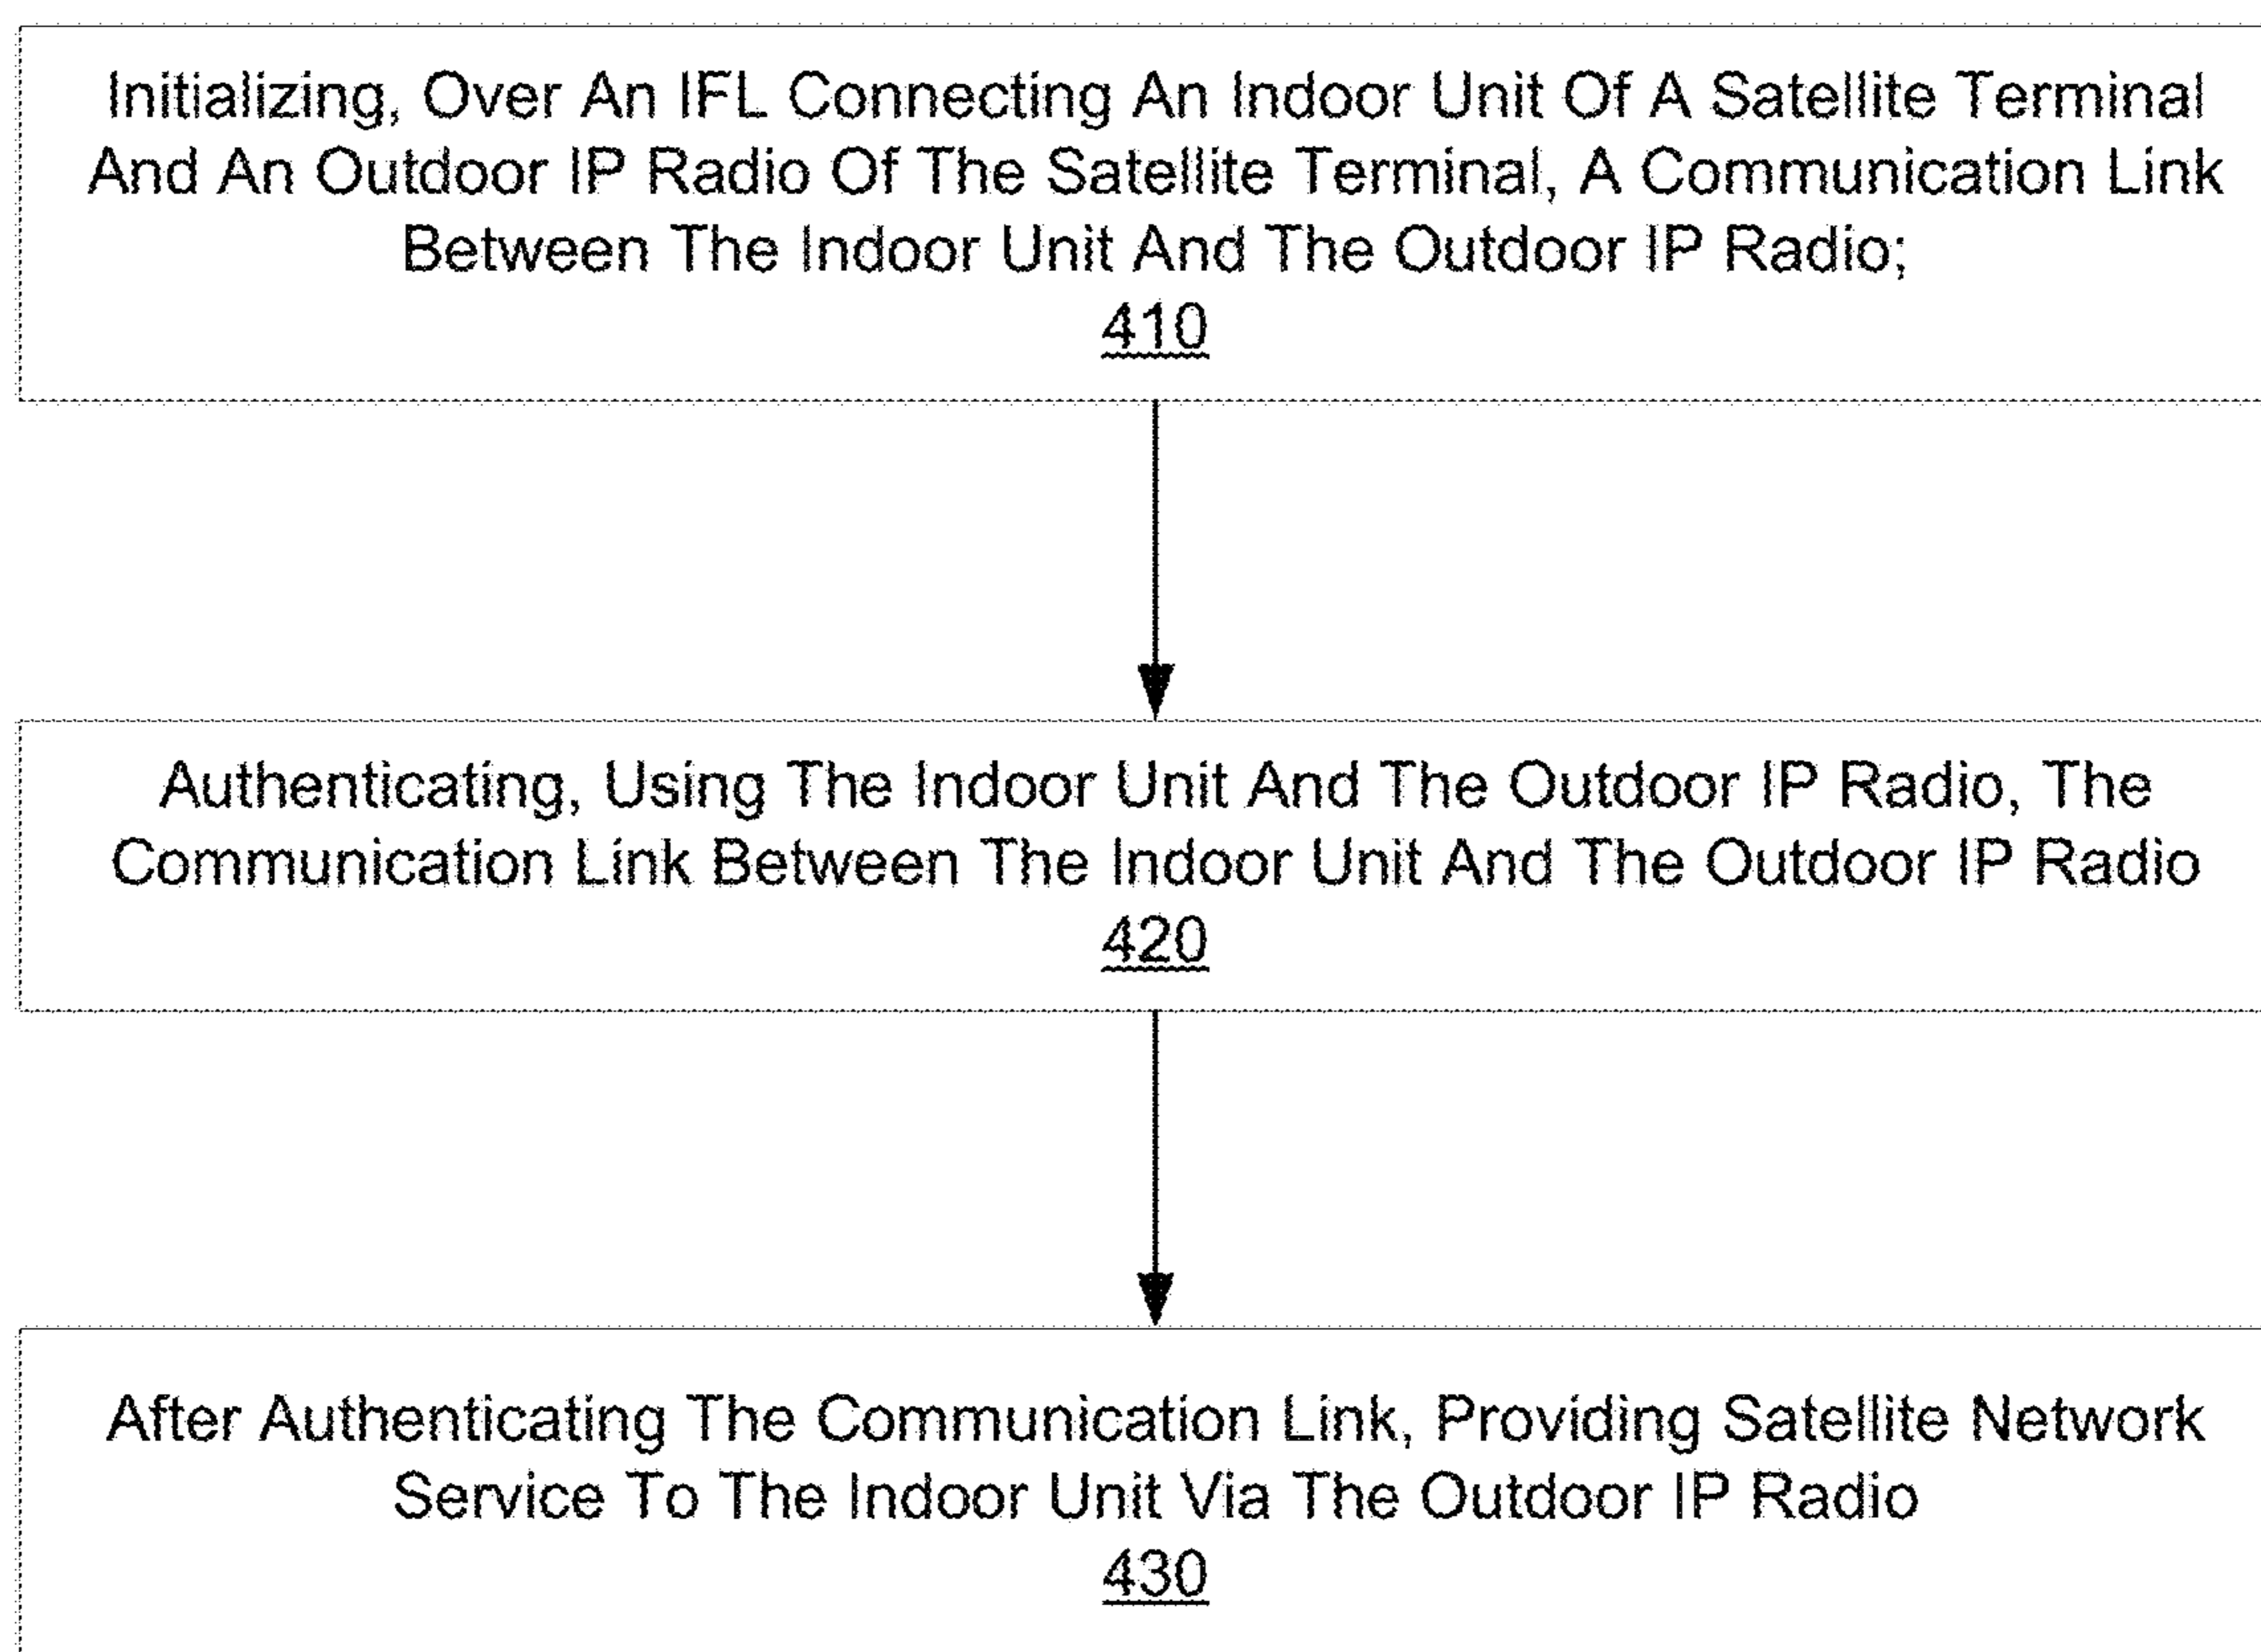 Initializing, Over An IFL Connecting An Indoor Unit Of A Satellite Terminal
And An Outdoor IP Radio Of The Satellite Terminal, A Communication Link
Between The Indoor Unit And The Outdoor IP Radio;
410
Authenticating, Using The Indoor Unit And The Outdoor IP Radio, The
Communication Link Between The Indoor Unit And The Outdoor IP Radio
420
After Authenticating The Communication Link, Providing Satellite Network
Service To The Indoor Unit Via The Outdoor IP Radio
430